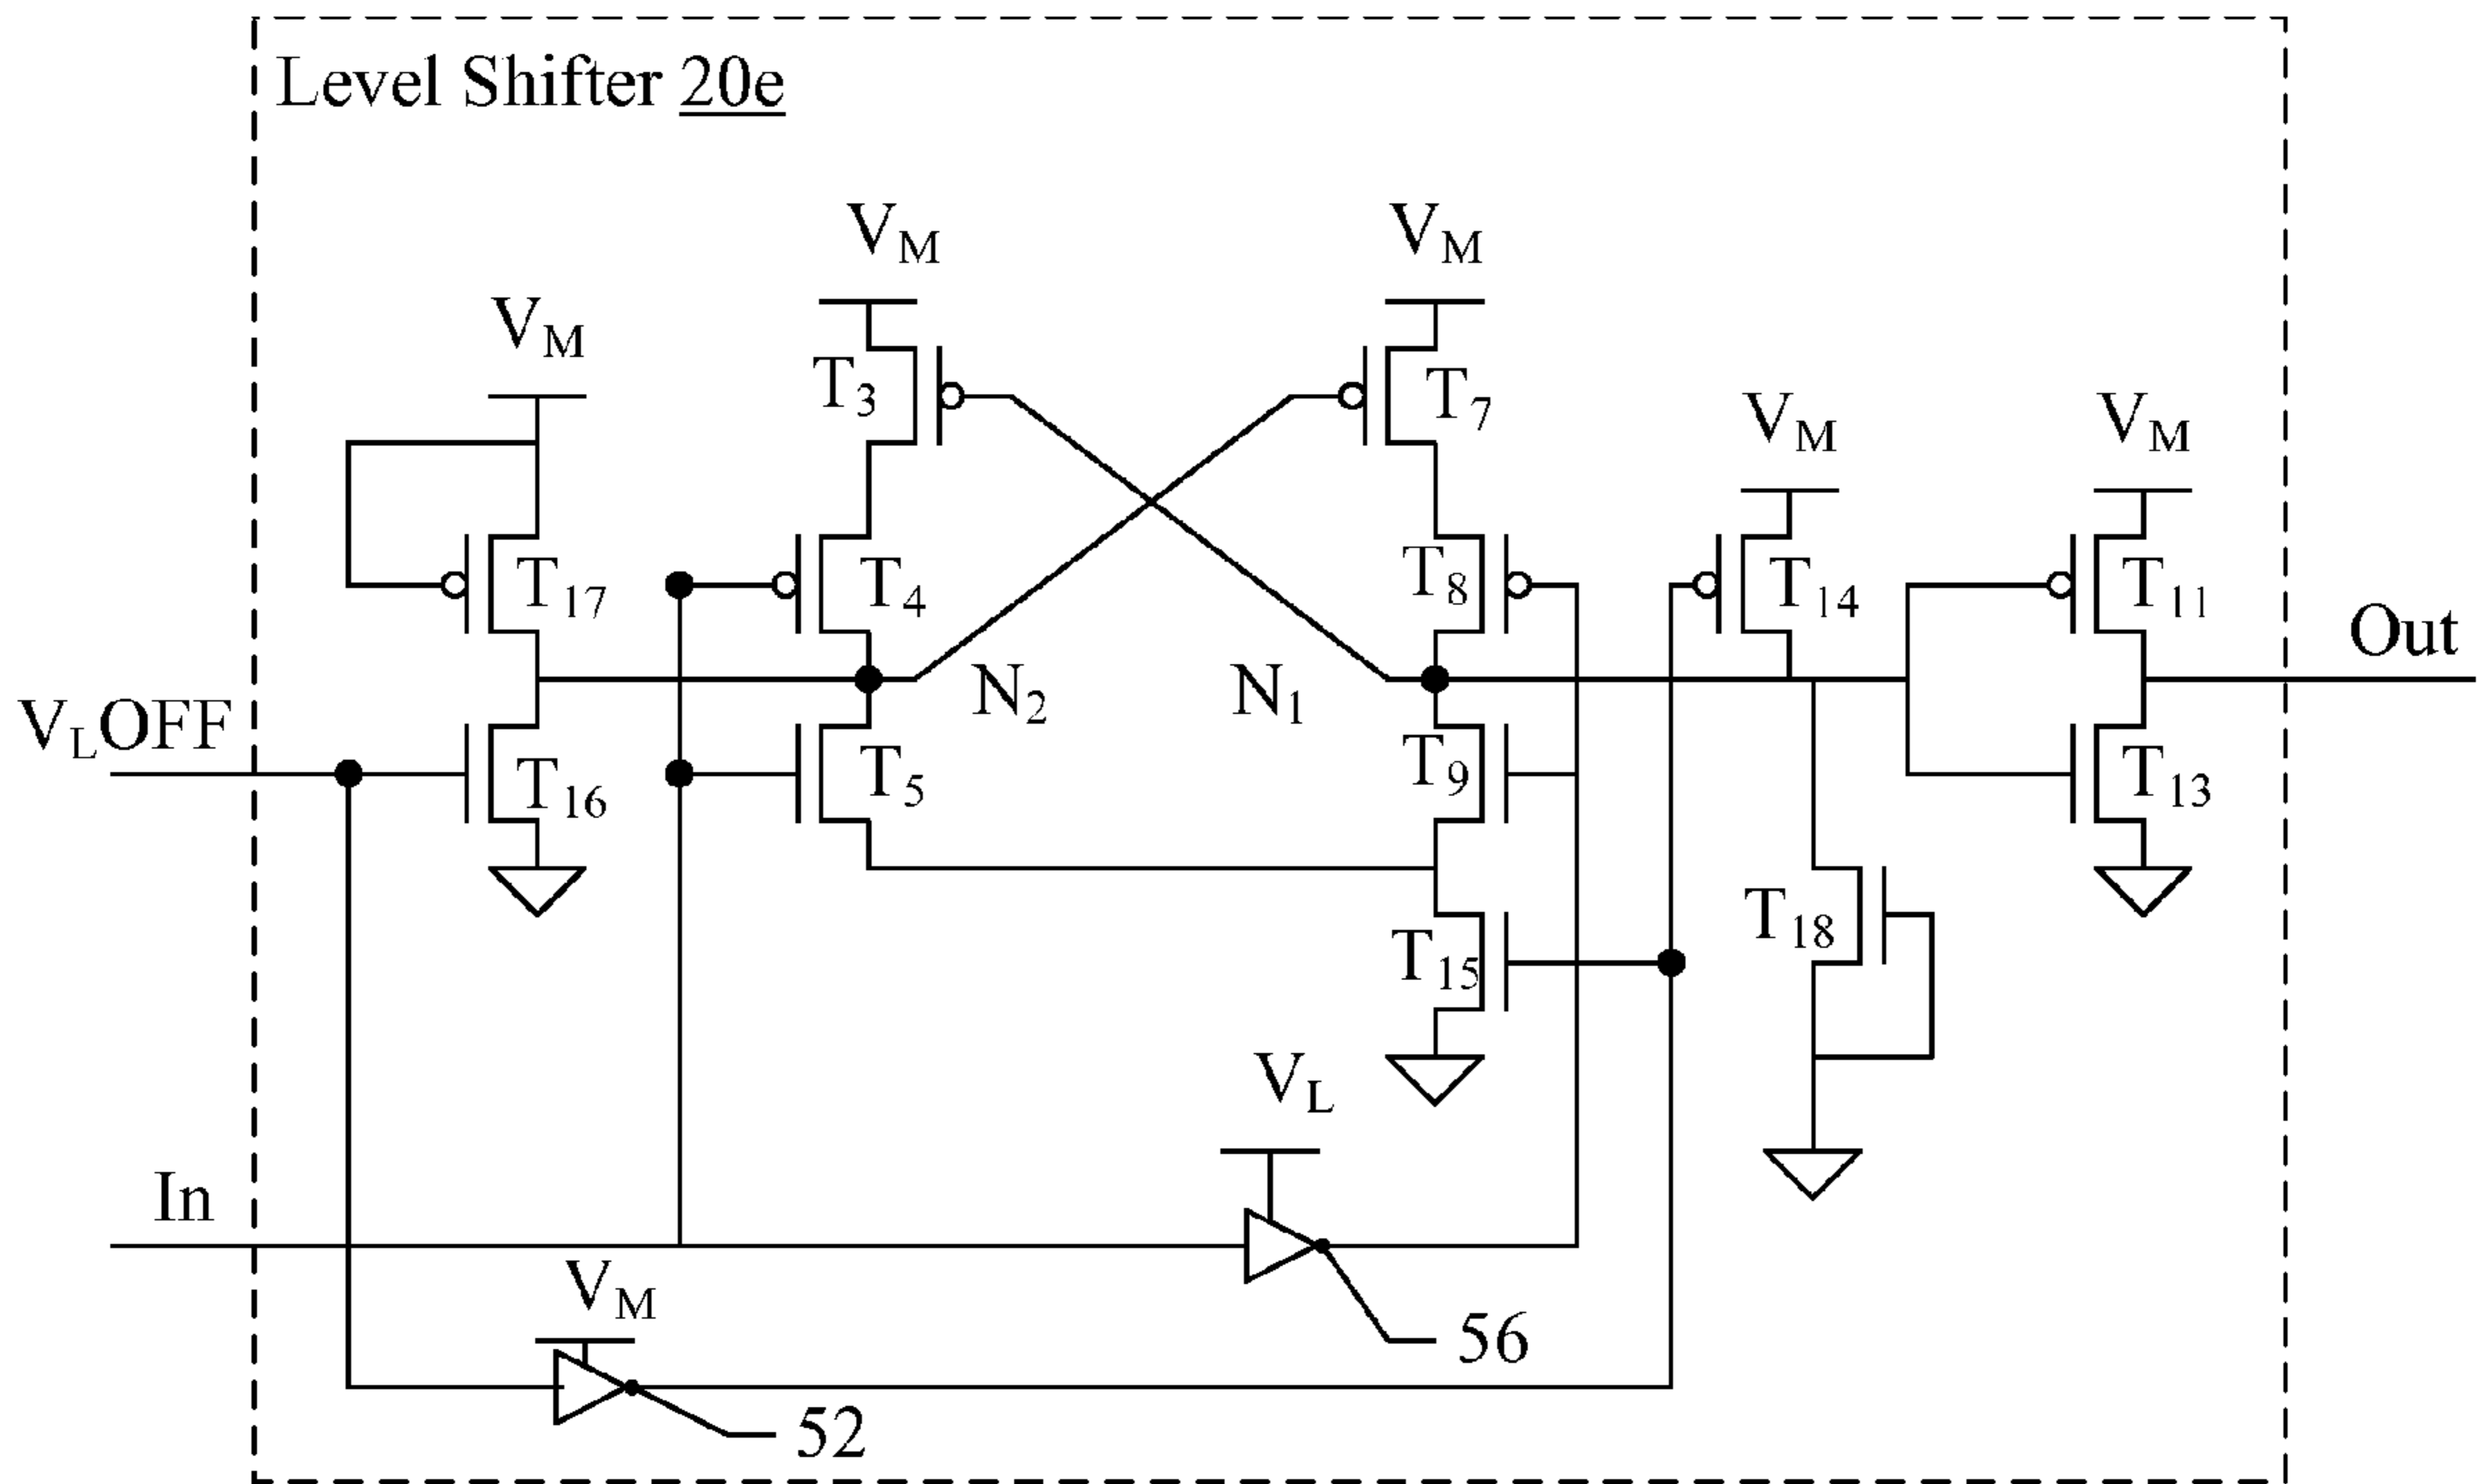 Level Shifter 20e
VM
VM
VM
VM
VM
T3
T7
T17
T4
T8
T14
T11
Out
N2
N1
VLOFF
T16
T5
T9
T13
T18
T15
VL
In
VM
56
52